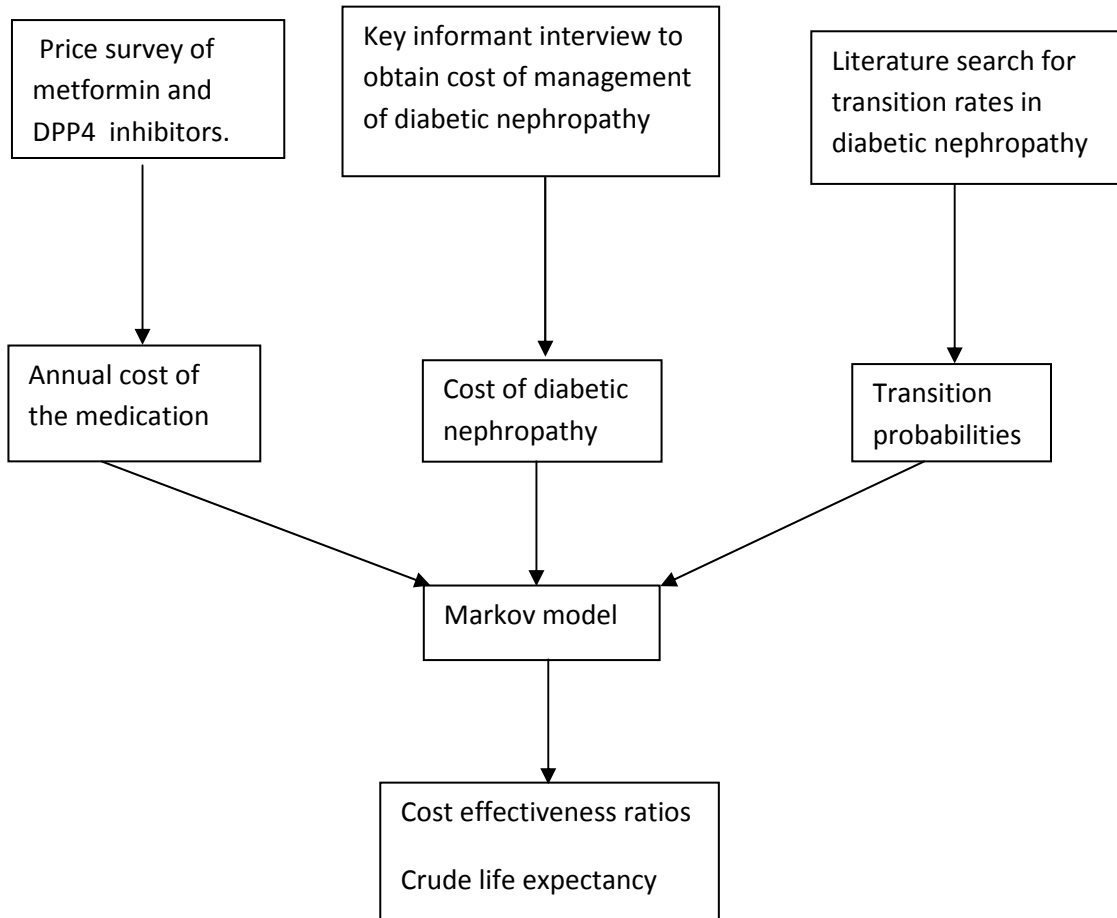 Price survey of
metformin and
DPP4 inhibitors.
Key informant interview to
obtain cost of management
of diabetic nephropathy
Literature search for
transition rates in
diabetic nephropathy
Annual cost of
the medication
Cost of diabetic
nephropathy
Transition
probabilities
Markov model
Cost effectiveness ratios
Crude life expectancy